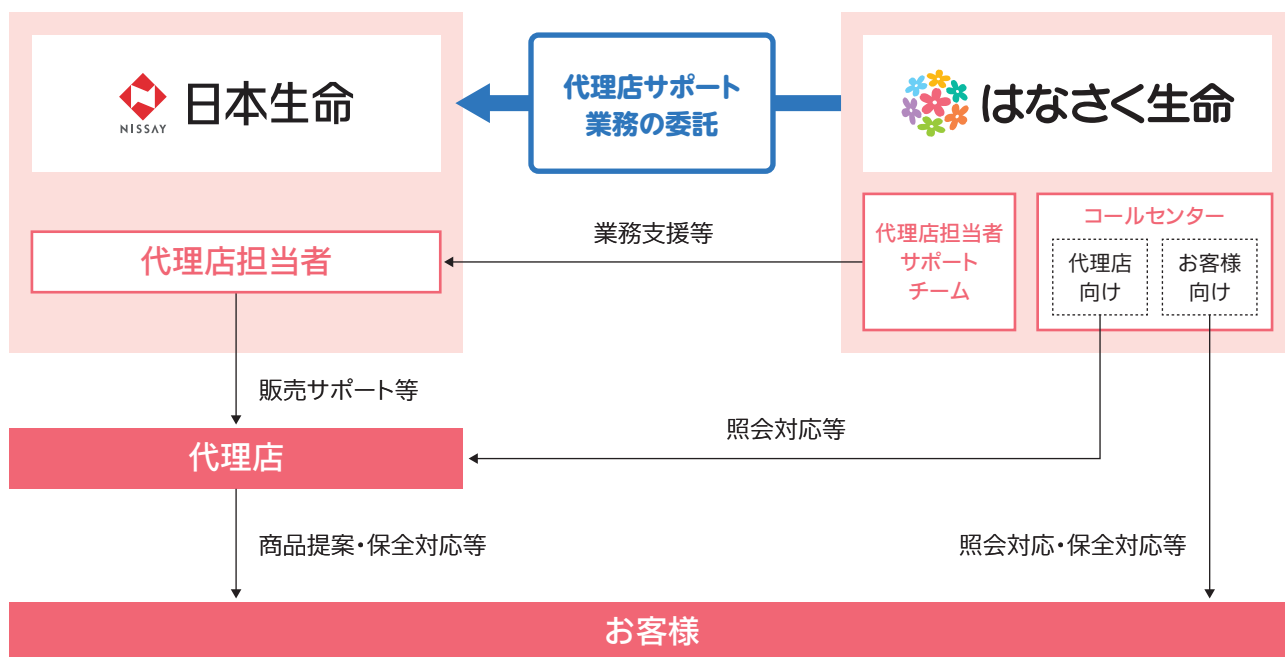 NISSAY
日本生命
代理店サポート
業務の委託
はなさく生命
代理店担当者
業務支援等
代理店担当者
サポート
チーム
コールセンター
代理店
向け
お客様
向け
販売サポート等
代理店
照会対応等
商品提案・保全対応等
照会対応・保全対応等
お客様